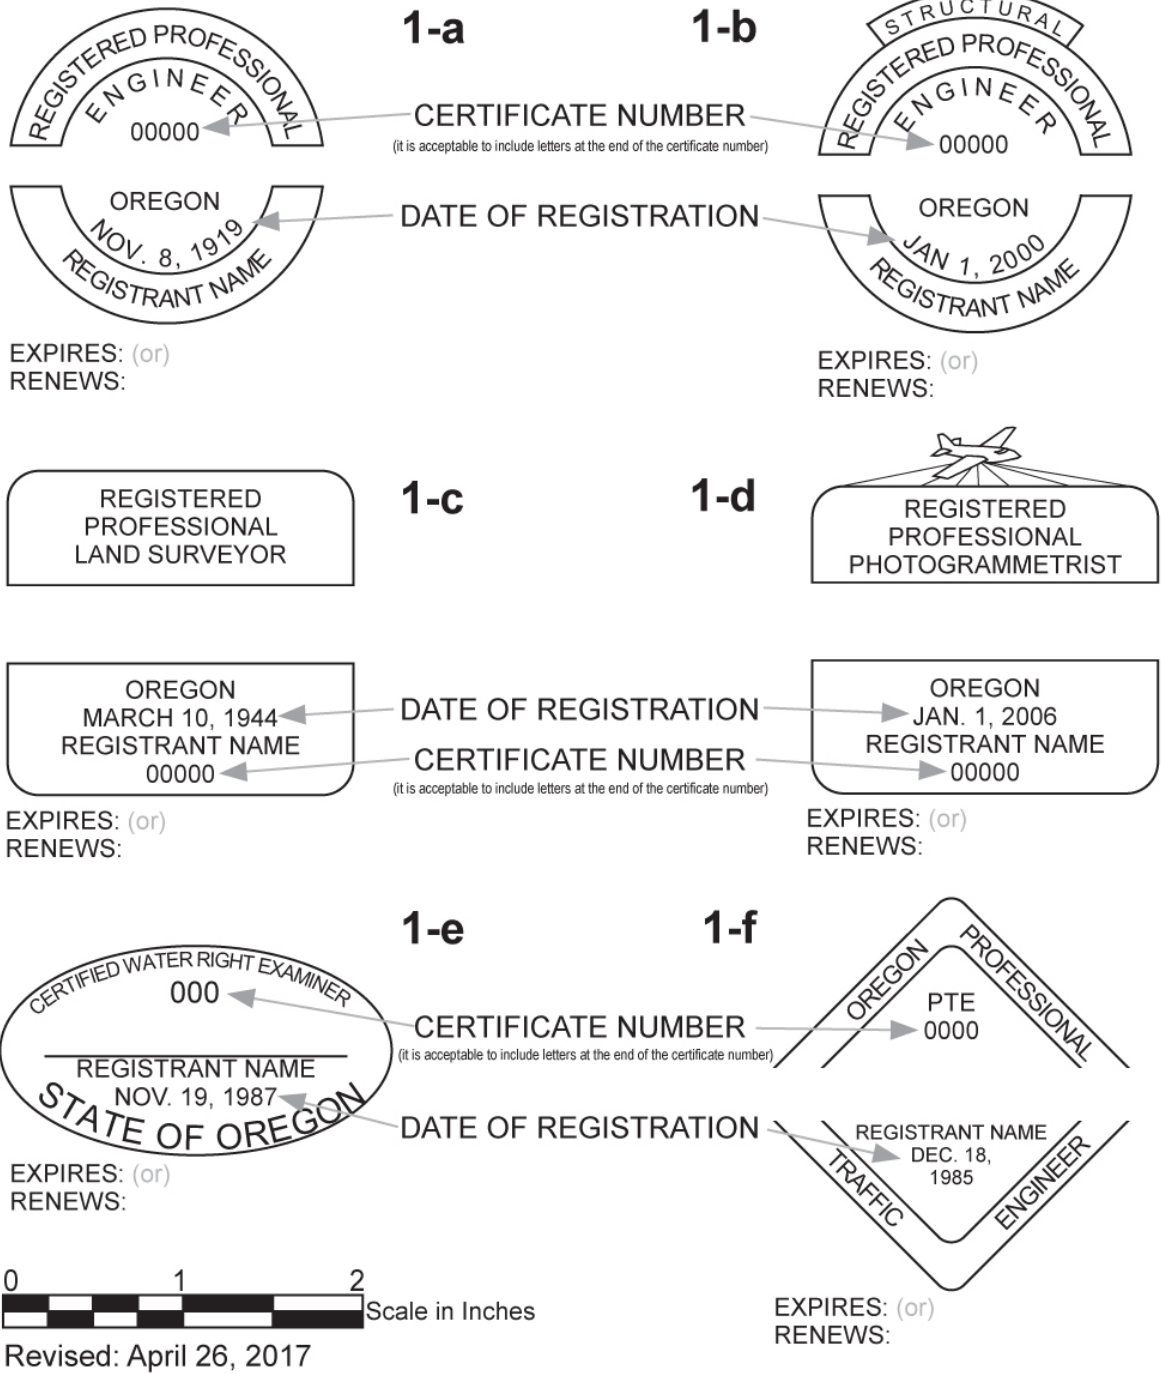 1-a
REGISTERED PROFESSIONAL
ENGINEER
00000
OREGON
NOV. 8, 1919
REGISTRANT NAME
EXPIRES: (or)
RENEWS:
CERTIFICATE NUMBER
(it is acceptable to include letters at the end of the certificate number)
DATE OF REGISTRATION
1-b
STRUCTURAL
REGISTERED PROFESSIONAL
ENGINEER
00000
OREGON
JAN 1, 2000
REGISTRANT NAME
EXPIRES: (or)
RENEWS:
1-c
REGISTERED
PROFESSIONAL
LAND SURVEYOR
OREGON
MARCH 10, 1944
REGISTRANT NAME
00000
EXPIRES: (or)
RENEWS:
DATE OF REGISTRATION
CERTIFICATE NUMBER
(it is acceptable to include letters at the end of the certificate number)
1-d
REGISTERED
PROFESSIONAL
PHOTOGRAMMETRIST
OREGON
JAN. 1, 2006
REGISTRANT NAME
00000
EXPIRES: (or)
RENEWS:
1-e
CERTIFIED WATER RIGHT EXAMINER
000
REGISTRANT NAME
NOV. 19, 1987
STATE OF OREGON
EXPIRES: (or)
RENEWS:
CERTIFICATE NUMBER
(it is acceptable to include letters at the end of the certificate number)
DATE OF REGISTRATION
1-f
OREGON
PROFESSIONAL
PTE
0000
REGISTRANT NAME
DEC. 18,
1985
TRAFFIC
ENGINEER
EXPIRES: (or)
RENEWS:
0 1 2
Scale in Inches
Revised: April 26, 2017